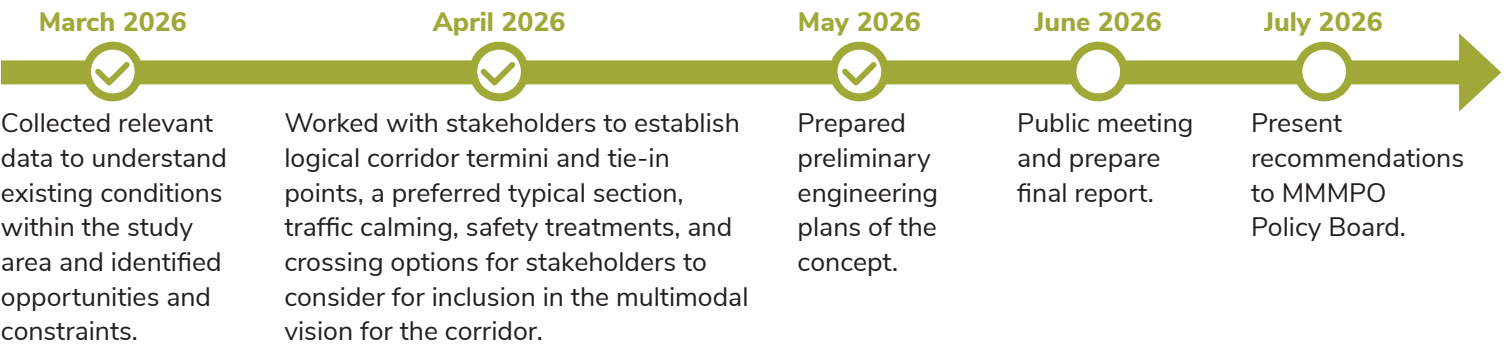 March 2026
Collected relevant
data to understand
existing conditions
within the study
area and identified
opportunities and
constraints.
April 2026
Worked with stakeholders to establish
logical corridor termini and tie-in
points, a preferred typical section,
traffic calming, safety treatments, and
crossing options for stakeholders to
consider for inclusion in the multimodal
vision for the corridor.
May 2026
Prepared
preliminary
engineering
plans of the
concept.
June 2026
Public meeting
and prepare
final report.
July 2026
Present
recommendations
to MMMPO
Policy Board.